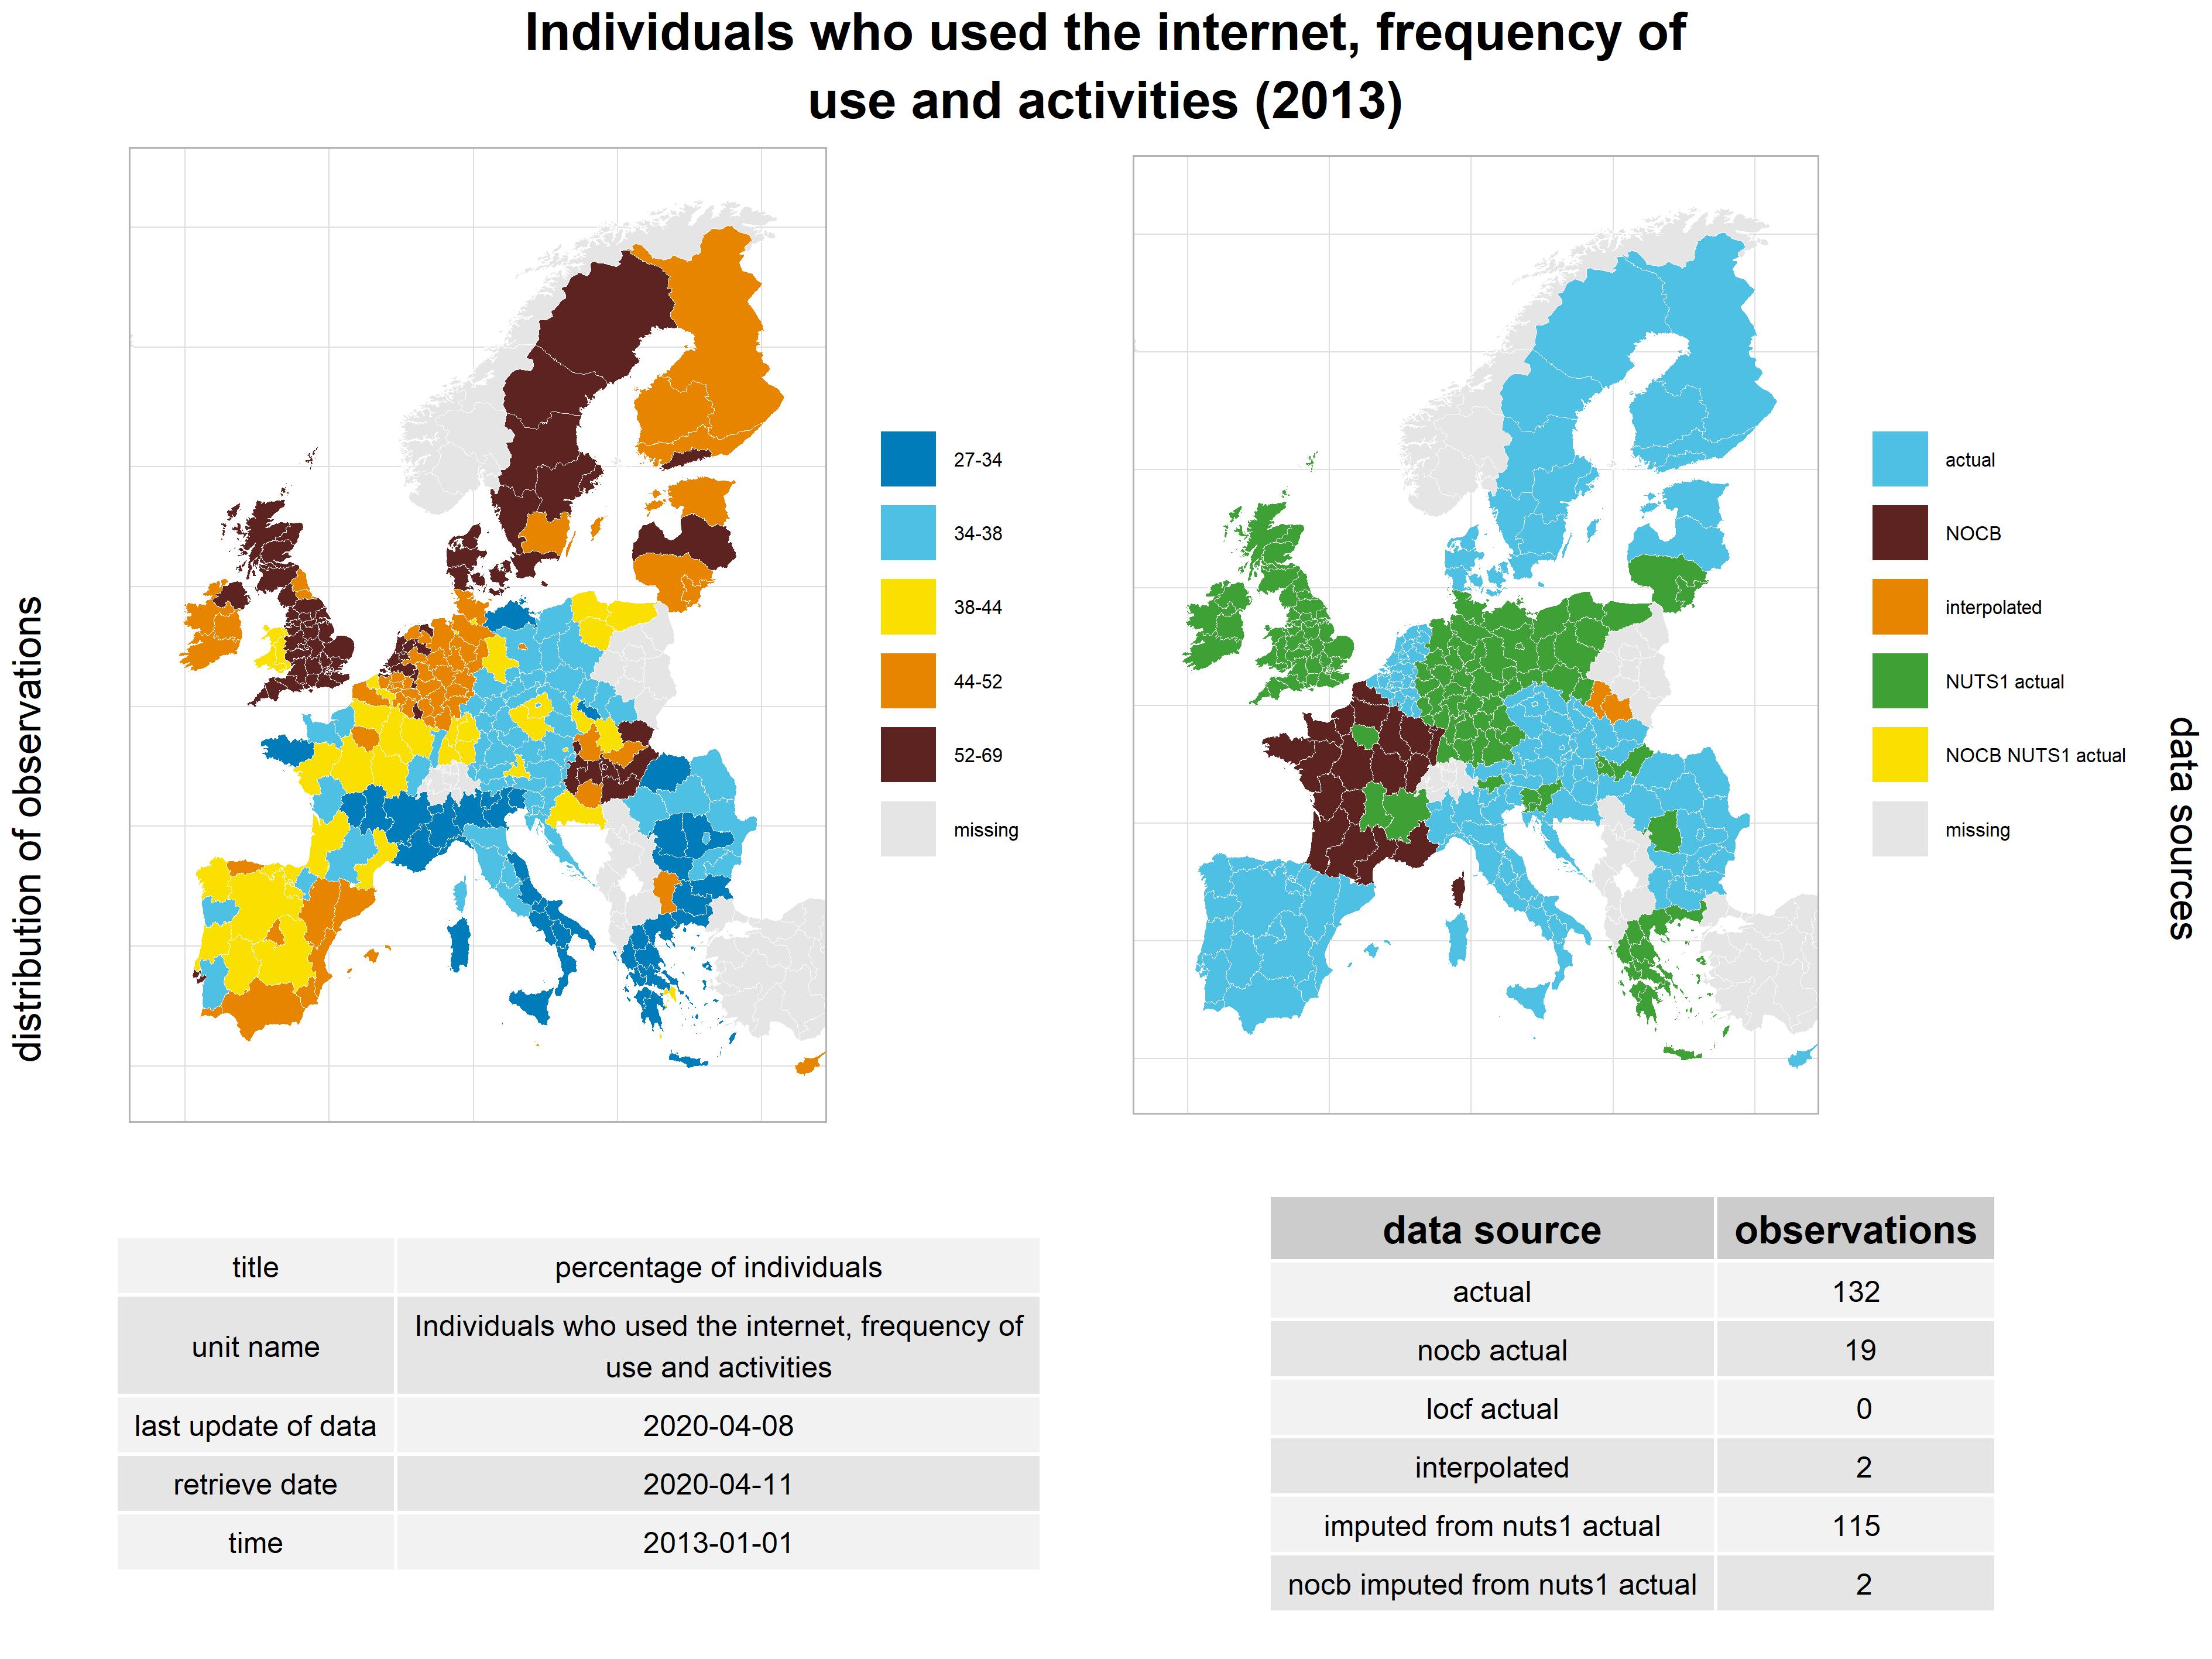 Individuals who used the internet, frequency of
use and activities (2013)
distribution of observations
27-34
34-38
38-44
44-52
52-69
missing
actual
NOCB
interpolated
NUTS1 actual
NOCB NUTS1 actual
missing
data sources
title percentage of individuals
unit name Individuals who used the internet, frequency of
use and activities
last update of data 2020-04-08
retrieve date 2020-04-11
time 2013-01-01
data source observations
actual 132
nocb actual 19
locf actual 0
interpolated 2
imputed from nuts1 actual 115
nocb imputed from nuts1 actual 2